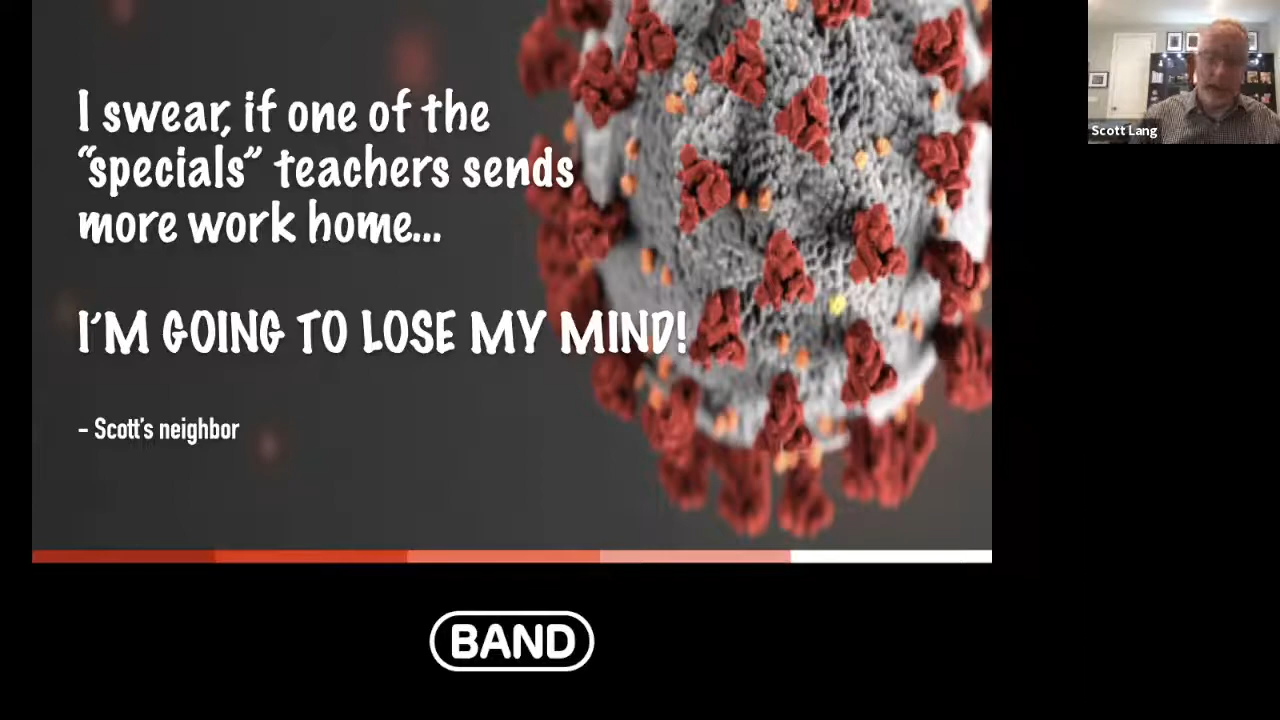 I swear, if one of the
“specials” teachers sends
more work home...
I’M GOING TO LOSE MY MIND!
- Scott’s neighbor
Scott Lang
BAND